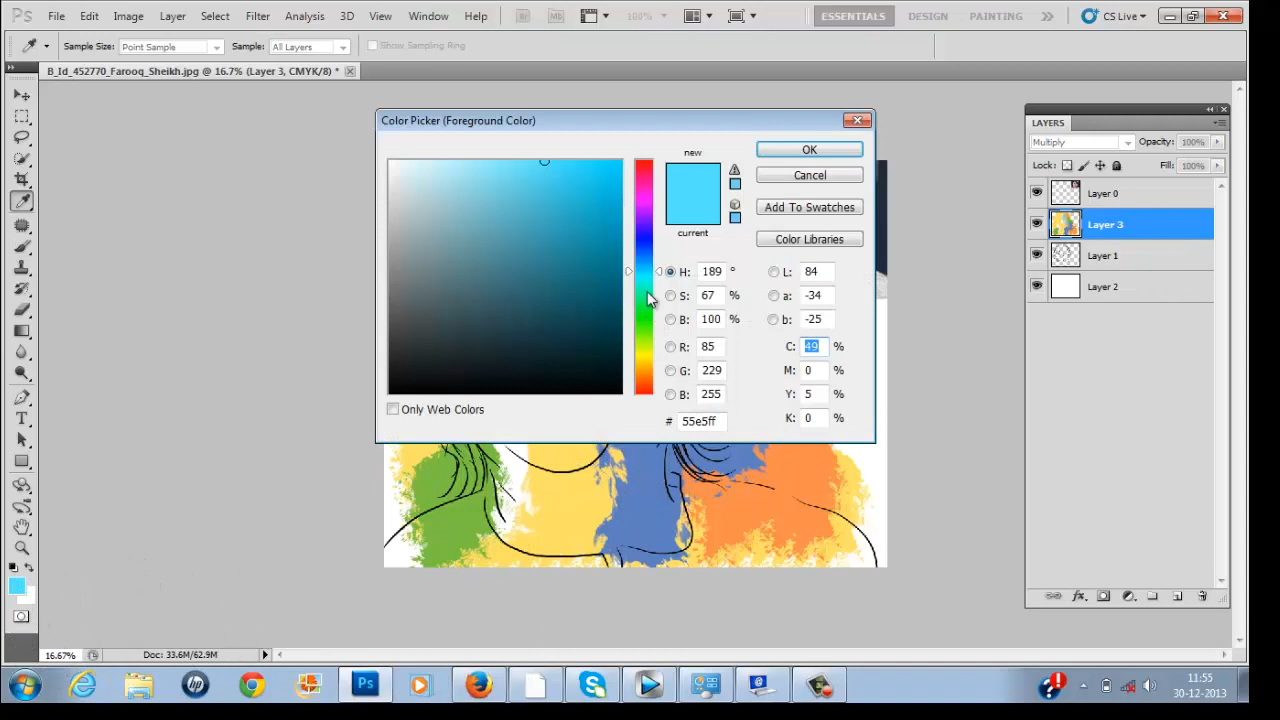 Ps File Edit Image Layer Select Filter Analysis 3D View Window Help Br Mb 100% ESSENTIALS DESIGN PAINTING CS Live
Sample Size: Point Sample Sample: All Layers Show Sampling Ring
B_Id_452770_Farooq_Sheikh.jpg @ 16.7% (Layer 3, CMYK/8) *
Color Picker (Foreground Color)
new
current
OK
Cancel
Add To Swatches
Color Libraries
H: 189 °
S: 67 %
B: 100 %
R: 85
G: 229
B: 255
# 55e5ff
L: 84
a: -34
b: -25
C: 49 %
M: 0 %
Y: 5 %
K: 0 %
Only Web Colors
LAYERS
Multiply Opacity: 100%
Lock: Fill: 100%
Layer 0
Layer 3
Layer 1
Layer 2
16.67% Doc: 33.6M/62.9M
hp Ps
11:55
30-12-2013